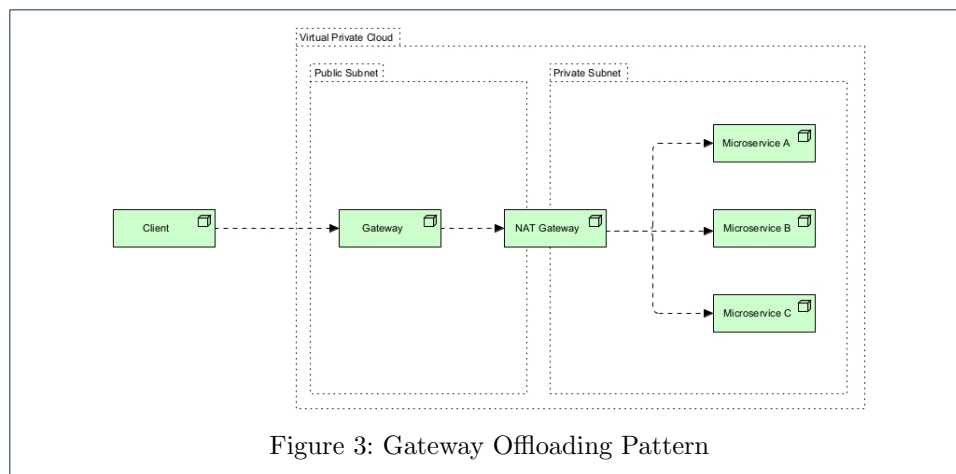 Virtual Private Cloud
Public Subnet
Private Subnet
Microservice A
Client
Gateway
NAT Gateway
Microservice B
Microservice C
Figure 3: Gateway Offloading Pattern